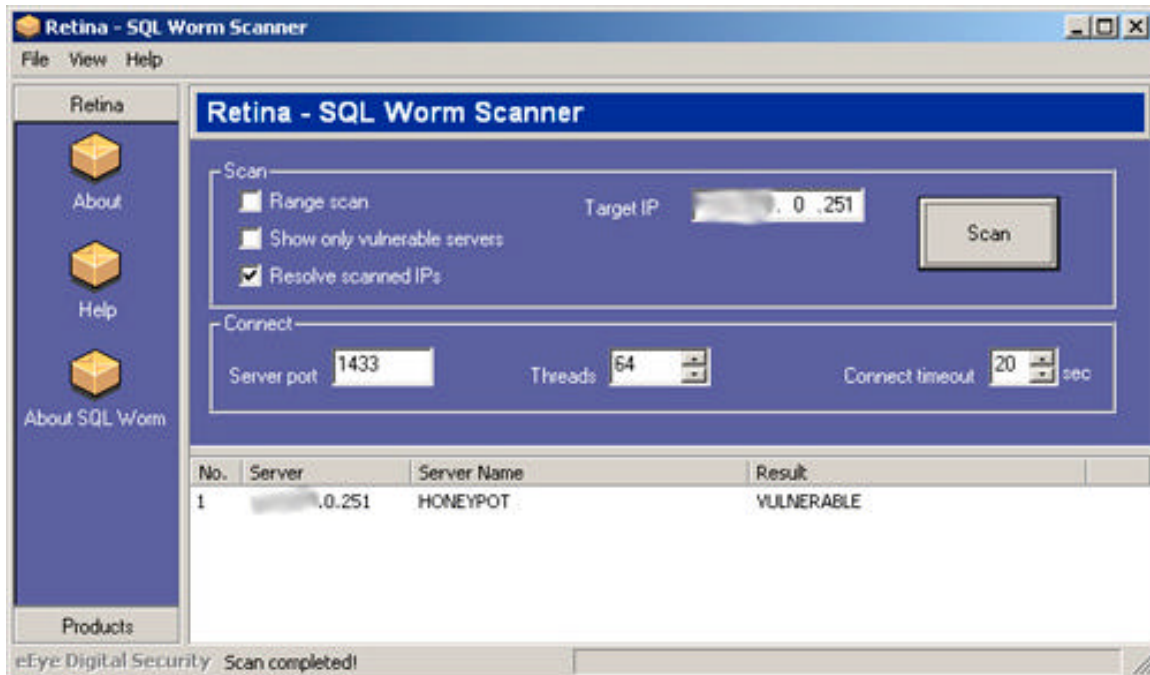 Retina - SQL Worm Scanner
File View Help
Retina
About
Help
About SQL Worm
Products
Retina - SQL Worm Scanner
Scan
Range scan
Show only vulnerable servers
Resolve scanned IPs
Target IP . 0 .251
Scan
Connect
Server port 1433
Threads 64
Connect timeout 20 sec
No. Server Server Name Result
1 .0.251 HONEYPOT VULNERABLE
eEye Digital Security Scan completed!